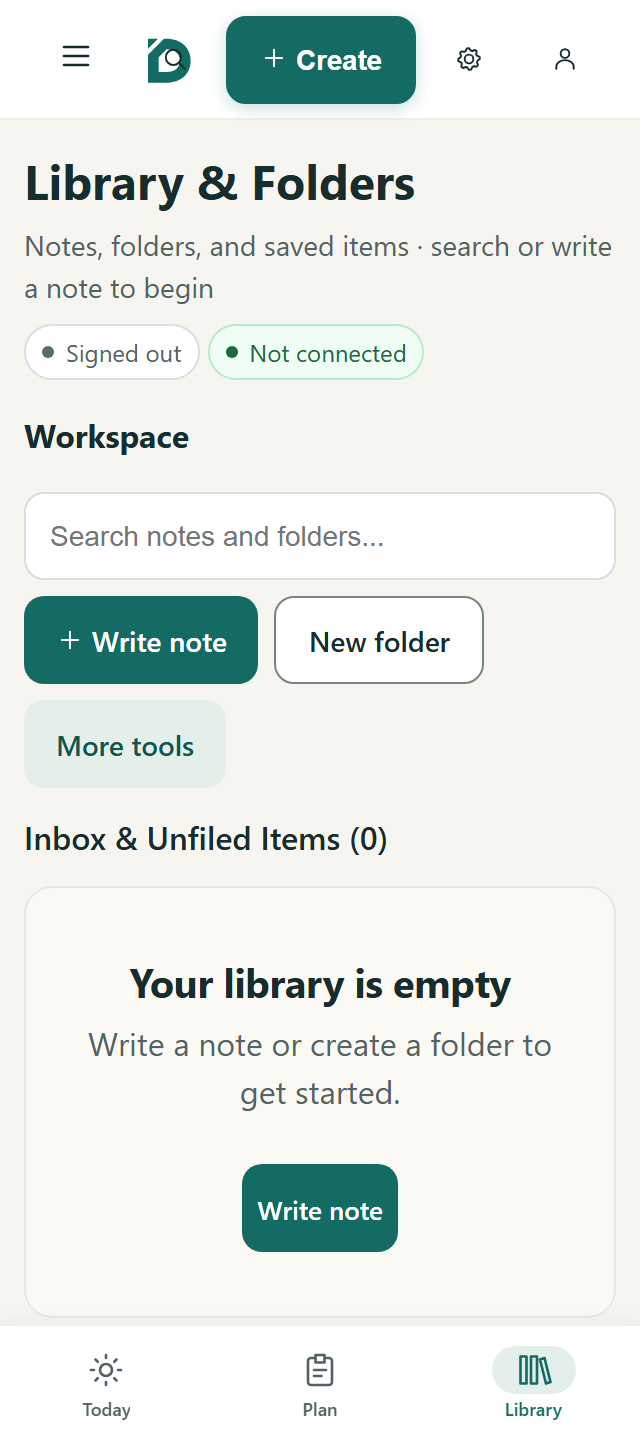 Create
Library & Folders
Notes, folders, and saved items · search or write
a note to begin
Signed out
Not connected
Workspace
Search notes and folders...
+ Write note
New folder
More tools
Inbox & Unfiled Items (0)
Your library is empty
Write a note or create a folder to
get started.
Write note
Today
Plan
Library